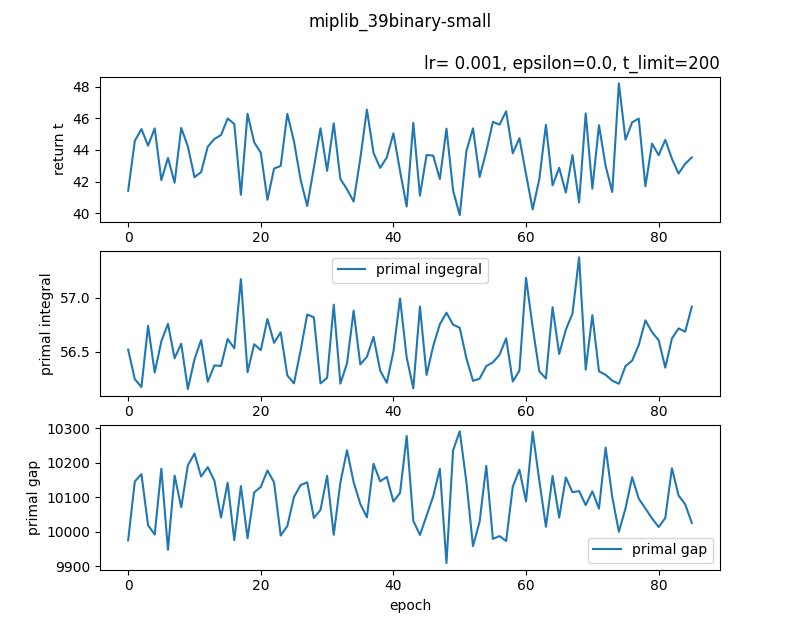 miplib_39binary-small
lr= 0.001, epsilon=0.0, t_limit=200
return t
48
46
44
42
40
0 20 40 60 80
primal integral
primal ingegral
57.0
56.5
0 20 40 60 80
primal gap
10300
10200
10100
10000
9900
primal gap
0 20 40 60 80
epoch